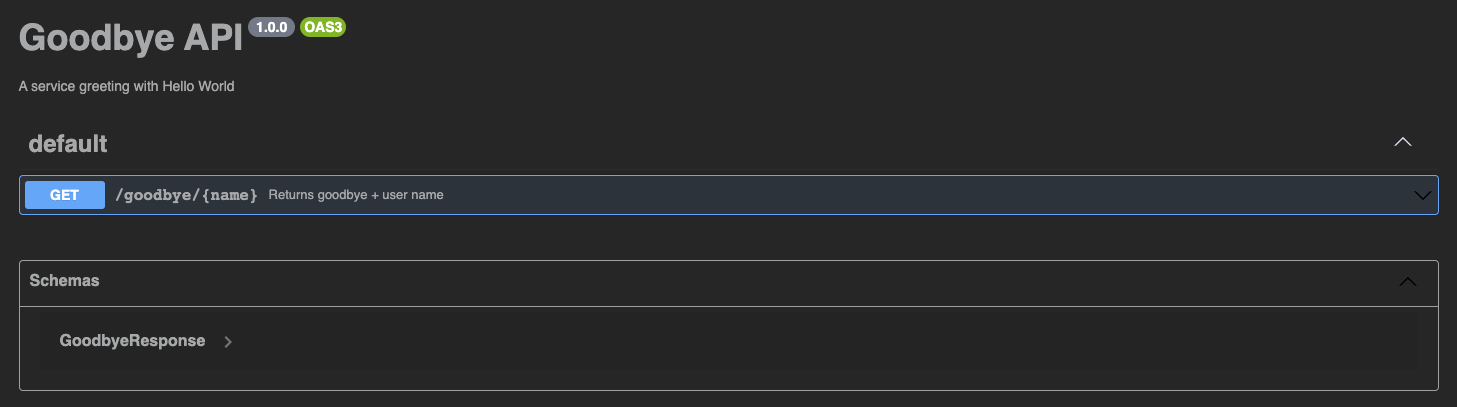 Goodbye API 1.0.0 OAS3
A service greeting with Hello World
default
GET /goodbye/{name} Returns goodbye + user name
Schemas
GoodbyeResponse